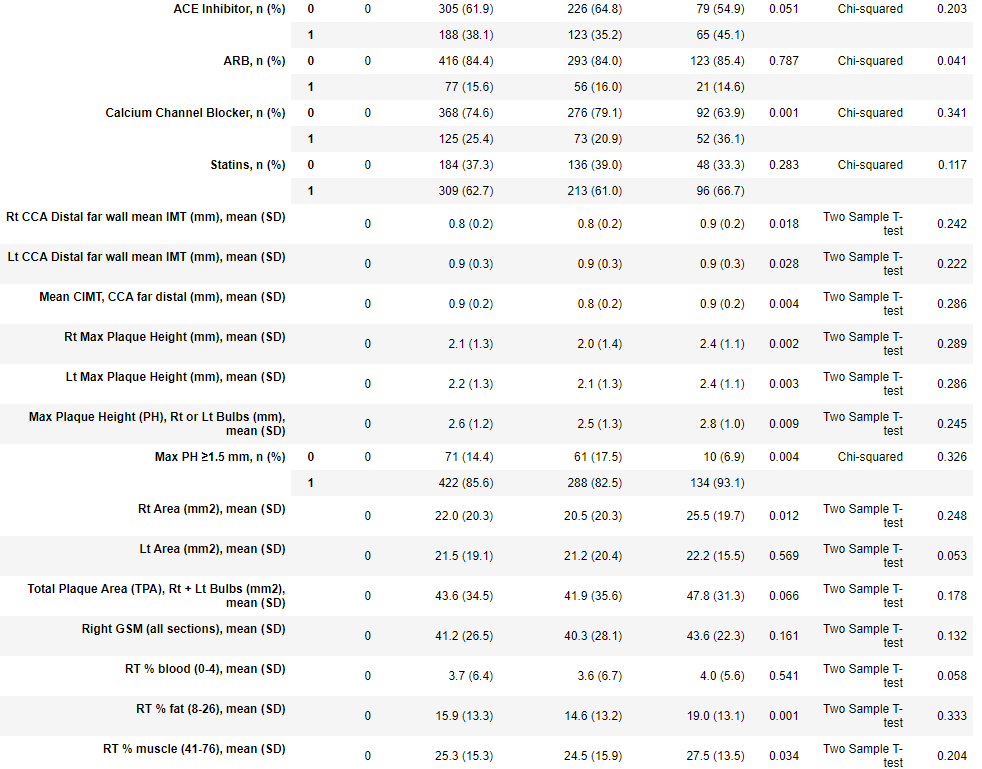 ACE Inhibitor, n (%) 0 0 305 (61.9) 226 (64.8) 79 (54.9) 0.051 Chi-squared 0.203
1 188 (38.1) 123 (35.2) 65 (45.1)
ARB, n (%) 0 0 416 (84.4) 293 (84.0) 123 (85.4) 0.787 Chi-squared 0.041
1 77 (15.6) 56 (16.0) 21 (14.6)
Calcium Channel Blocker, n (%) 0 0 368 (74.6) 276 (79.1) 92 (63.9) 0.001 Chi-squared 0.341
1 125 (25.4) 73 (20.9) 52 (36.1)
Statins, n (%) 0 0 184 (37.3) 136 (39.0) 48 (33.3) 0.283 Chi-squared 0.117
1 309 (62.7) 213 (61.0) 96 (66.7)
Rt CCA Distal far wall mean IMT (mm), mean (SD) 0 0.8 (0.2) 0.8 (0.2) 0.9 (0.2) 0.018 Two Sample T-
test 0.242
Lt CCA Distal far wall mean IMT (mm), mean (SD) 0 0.9 (0.3) 0.9 (0.3) 0.9 (0.3) 0.028 Two Sample T-
test 0.222
Mean CIMT, CCA far distal (mm), mean (SD) 0 0.9 (0.2) 0.8 (0.2) 0.9 (0.2) 0.004 Two Sample T-
test 0.286
Rt Max Plaque Height (mm), mean (SD) 0 2.1 (1.3) 2.0 (1.4) 2.4 (1.1) 0.002 Two Sample T-
test 0.289
Lt Max Plaque Height (mm), mean (SD) 0 2.2 (1.3) 2.1 (1.3) 2.4 (1.1) 0.003 Two Sample T-
test 0.286
Max Plaque Height (PH), Rt or Lt Bulbs (mm),
mean (SD) 0 2.6 (1.2) 2.5 (1.3) 2.8 (1.0) 0.009 Two Sample T-
test 0.245
Max PH ≥1.5 mm, n (%) 0 0 71 (14.4) 61 (17.5) 10 (6.9) 0.004 Chi-squared 0.326
1 422 (85.6) 288 (82.5) 134 (93.1)
Rt Area (mm2), mean (SD) 0 22.0 (20.3) 20.5 (20.3) 25.5 (19.7) 0.012 Two Sample T-
test 0.248
Lt Area (mm2), mean (SD) 0 21.5 (19.1) 21.2 (20.4) 22.2 (15.5) 0.569 Two Sample T-
test 0.053
Total Plaque Area (TPA), Rt + Lt Bulbs (mm2),
mean (SD) 0 43.6 (34.5) 41.9 (35.6) 47.8 (31.3) 0.066 Two Sample T-
test 0.178
Right GSM (all sections), mean (SD) 0 41.2 (26.5) 40.3 (28.1) 43.6 (22.3) 0.161 Two Sample T-
test 0.132
RT % blood (0-4), mean (SD) 0 3.7 (6.4) 3.6 (6.7) 4.0 (5.6) 0.541 Two Sample T-
test 0.058
RT % fat (8-26), mean (SD) 0 15.9 (13.3) 14.6 (13.2) 19.0 (13.1) 0.001 Two Sample T-
test 0.333
RT % muscle (41-76), mean (SD) 0 25.3 (15.3) 24.5 (15.9) 27.5 (13.5) 0.034 Two Sample T-
test 0.204